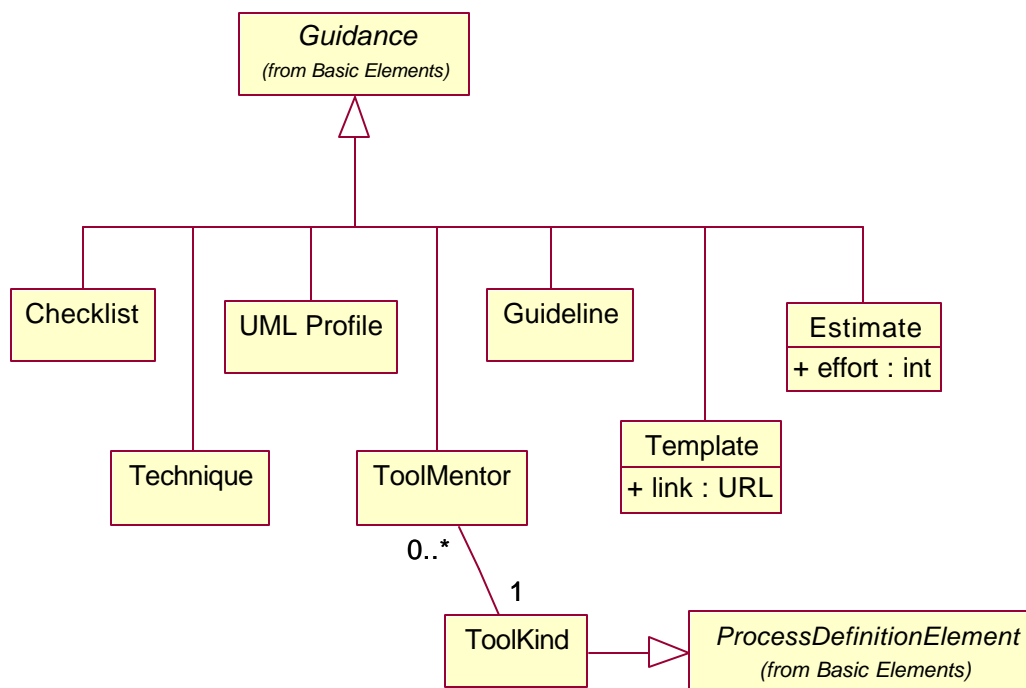 Guidance
(from Basic Elements)
Checklist
UML Profile
Guideline
Estimate
+ effort : int
Technique
ToolMentor
Template
+ link : URL
0..*
1
ToolKind
ProcessDefinitionElement
(from Basic Elements)